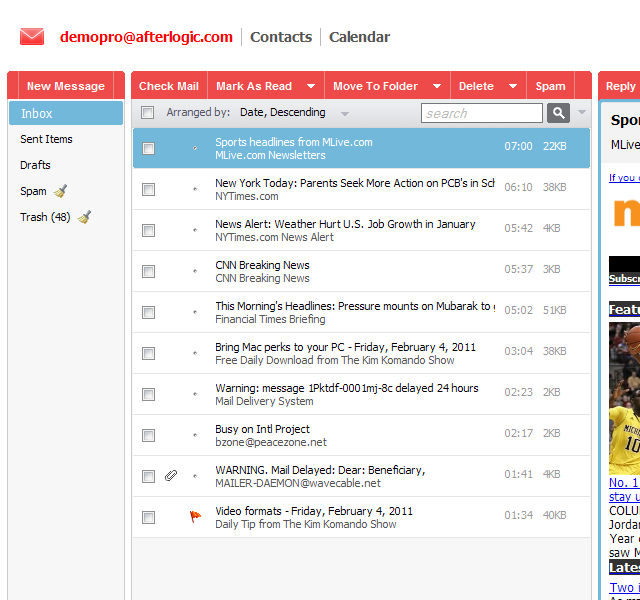 demopro@afterlogic.com Contacts Calendar
New Message Check Mail Mark As Read Move To Folder Delete Spam Reply
Inbox
Sent Items
Drafts
Spam
Trash (48)
Arranged by: Date, Descending search
Sports headlines from MLive.com 07:00 22KB
MLive.com Newsletters
New York Today: Parents Seek More Action on PCB's in 06:10 38KB
NYTimes.com
News Alert: Weather Hurt U.S. Job Growth in January 05:42 4KB
NYTimes.com News Alert
CNN Breaking News 05:37 3KB
CNN Breaking News
This Morning's Headlines: Pressure mounts on Mubarak to 05:02 51KB
Financial Times Briefing
Bring Mac perks to your PC - Friday, February 4, 2011 03:04 38KB
Free Daily Download from The Kim Komando Show
Warning: message 1Pktdf-0001mj-8c delayed 24 hours 02:23 2KB
Mail Delivery System
Busy on Intl Project 02:17 2KB
bzone@peacezone.net
WARNING. Mail Delayed: Dear: Beneficiary, 01:41 4KB
MAILER-DAEMON@wavecable.net
Video formats - Friday, February 4, 2011 01:34 40KB
Daily Tip from The Kim Komando Show
Spo
MLive
If you
m
Subsc
Featu
MICHI
10
No. 1
stay u
COLU
Jordan
Year
saw M
Lates
Two i